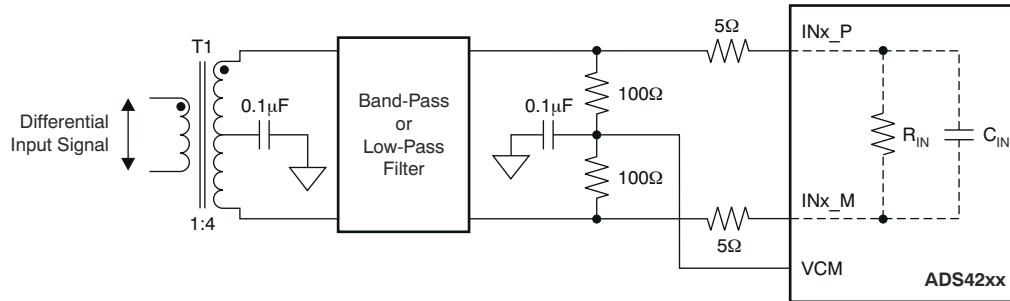 T1
Differential
Input Signal
1:4
0.1µF
Band-Pass
or
Low-Pass
Filter
0.1µF
100Ω
100Ω
5Ω
5Ω
INx_P
R_IN
C_IN
INx_M
VCM
ADS42xx